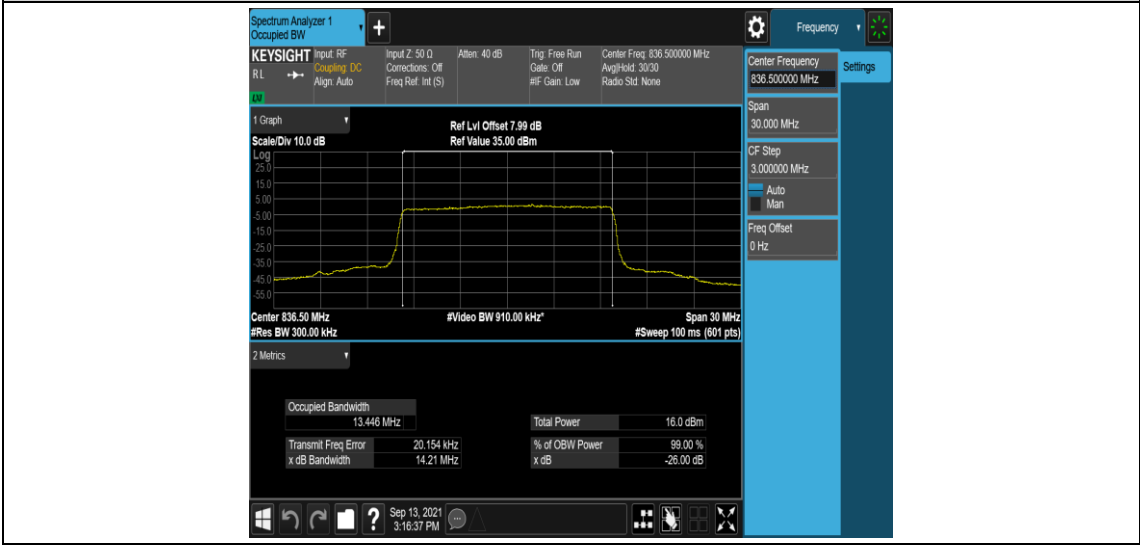 Spectrum Analyzer 1
Occupied BW
+
Frequency
KEYSIGHT
RL
LM
Input: RF
Coupling: DC
Align: Auto
Input Z: 50 Ω
Corrections: Off
Freq Ref: Int (S)
Atten: 40 dB
Trig: Free Run
Gate: Off
#IF Gain: Low
Center Freq: 836.500000 MHz
Avg|Hold: 30/30
Radio Std: None
Center Frequency
836.500000 MHz
Settings
Span
30.000 MHz
CF Step
3.000000 MHz
Auto
Man
Freq Offset
0 Hz
1 Graph
Scale/Div 10.0 dB
Ref Lvl Offset 7.99 dB
Ref Value 35.00 dBm
Log
25.0
15.0
5.00
-5.00
-15.0
-25.0
-35.0
-45.0
-55.0
Center 836.50 MHz
#Video BW 910.00 kHz*
Span 30 MHz
#Res BW 300.00 kHz
#Sweep 100 ms (601 pts)
2 Metrics
Occupied Bandwidth
13.446 MHz
Total Power 16.0 dBm
Transmit Freq Error 20.154 kHz
% of OBW Power 99.00 %
x dB Bandwidth 14.21 MHz
x dB -26.00 dB
?
Sep 13, 2021
3:16:37 PM